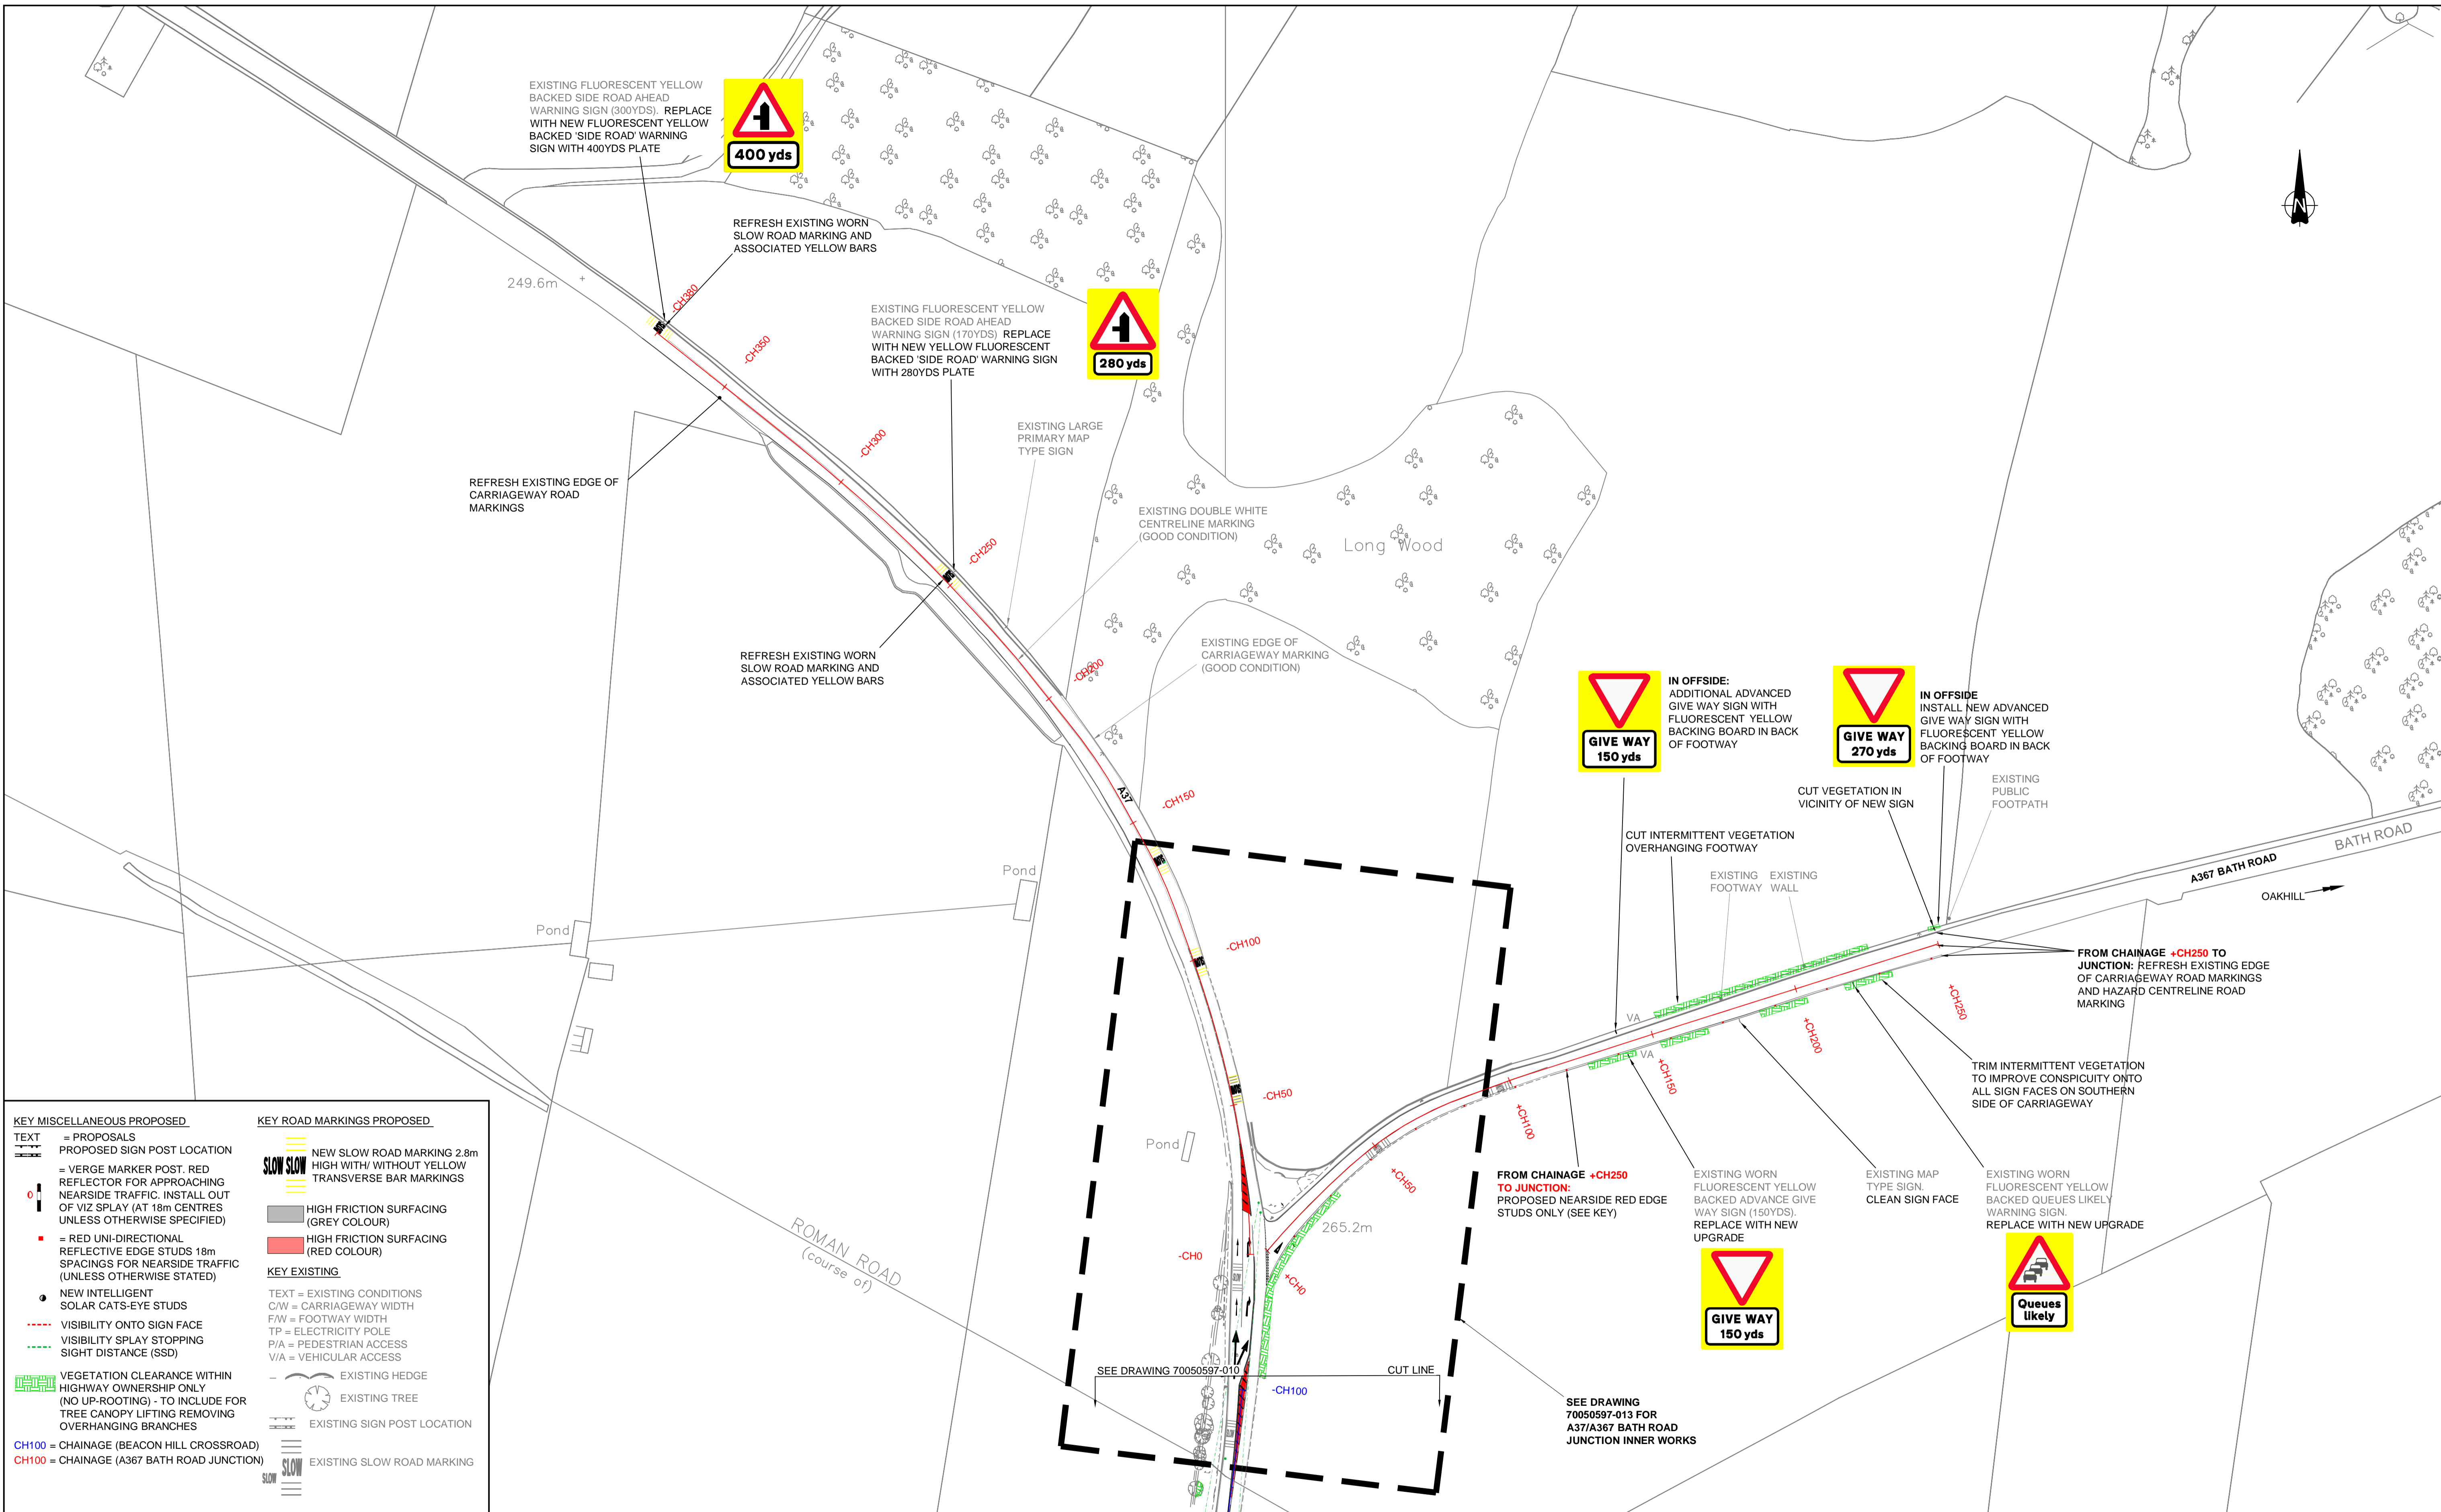 EXISTING FLUORESCENT YELLOW
BACKED SIDE ROAD AHEAD
WARNING SIGN (300YDS). REPLACE
WITH NEW FLUORESCENT YELLOW
BACKED 'SIDE ROAD' WARNING
SIGN WITH 400YDS PLATE
400 yds
REFRESH EXISTING WORN
SLOW ROAD MARKING AND
ASSOCIATED YELLOW BARS
N
249.6m
-CH380
EXISTING FLUORESCENT YELLOW
BACKED SIDE ROAD AHEAD
WARNING SIGN (170YDS) REPLACE
WITH NEW YELLOW FLUORESCENT
BACKED 'SIDE ROAD' WARNING SIGN
WITH 280YDS PLATE
280 yds
-CH350
-CH300
EXISTING LARGE
PRIMARY MAP
TYPE SIGN
REFRESH EXISTING EDGE OF
CARRIAGEWAY ROAD
MARKINGS
EXISTING DOUBLE WHITE
CENTRELINE MARKING
(GOOD CONDITION)
Long Wood
-CH250
REFRESH EXISTING WORN
SLOW ROAD MARKING AND
ASSOCIATED YELLOW BARS
EXISTING EDGE OF
CARRIAGEWAY MARKING
(GOOD CONDITION)
-CH200
GIVE WAY
150 yds
IN OFFSIDE:
ADDITIONAL ADVANCED
GIVE WAY SIGN WITH
FLUORESCENT YELLOW
BACKING BOARD IN BACK
OF FOOTWAY
GIVE WAY
270 yds
IN OFFSIDE
INSTALL NEW ADVANCED
GIVE WAY SIGN WITH
FLUORESCENT YELLOW
BACKING BOARD IN BACK
OF FOOTWAY
EXISTING
PUBLIC
FOOTPATH
CUT VEGETATION IN
VICINITY OF NEW SIGN
A37
-CH150
CUT INTERMITTENT VEGETATION
OVERHANGING FOOTWAY
BATH ROAD
A367 BATH ROAD
OAKHILL
EXISTING
FOOTWAY
EXISTING
WALL
Pond
Pond
-CH100
FROM CHAINAGE +CH250 TO
JUNCTION: REFRESH EXISTING EDGE
OF CARRIAGEWAY ROAD MARKINGS
AND HAZARD CENTRELINE ROAD
MARKING
+CH250
VA
VA
+CH200
+CH150
TRIM INTERMITTENT VEGETATION
TO IMPROVE CONSPICUITY ONTO
ALL SIGN FACES ON SOUTHERN
SIDE OF CARRIAGEWAY
-CH50
+CH100
Pond
+CH50
FROM CHAINAGE +CH250
TO JUNCTION:
PROPOSED NEARSIDE RED EDGE
STUDS ONLY (SEE KEY)
EXISTING WORN
FLUORESCENT YELLOW
BACKED ADVANCE GIVE
WAY SIGN (150YDS).
REPLACE WITH NEW
UPGRADE
GIVE WAY
150 yds
EXISTING MAP
TYPE SIGN.
CLEAN SIGN FACE
EXISTING WORN
FLUORESCENT YELLOW
BACKED QUEUES LIKELY
WARNING SIGN.
REPLACE WITH NEW UPGRADE
Queues
likely
265.2m
-CH0
+CH0
ROMAN ROAD
(course of)
SLOW
SLOW
SEE DRAWING 70050597-010
CUT LINE
-CH100
SEE DRAWING
70050597-013 FOR
A37/A367 BATH ROAD
JUNCTION INNER WORKS
KEY MISCELLANEOUS PROPOSED
TEXT = PROPOSALS
PROPOSED SIGN POST LOCATION
= VERGE MARKER POST. RED
REFLECTOR FOR APPROACHING
NEARSIDE TRAFFIC. INSTALL OUT
OF VIZ SPLAY (AT 18m CENTRES
UNLESS OTHERWISE SPECIFIED)
= RED UNI-DIRECTIONAL
REFLECTIVE EDGE STUDS 18m
SPACINGS FOR NEARSIDE TRAFFIC
(UNLESS OTHERWISE STATED)
NEW INTELLIGENT
SOLAR CATS-EYE STUDS
VISIBILITY ONTO SIGN FACE
VISIBILITY SPLAY STOPPING
SIGHT DISTANCE (SSD)
VEGETATION CLEARANCE WITHIN
HIGHWAY OWNERSHIP ONLY
(NO UP-ROOTING) - TO INCLUDE FOR
TREE CANOPY LIFTING REMOVING
OVERHANGING BRANCHES
CH100 = CHAINAGE (BEACON HILL CROSSROAD)
CH100 = CHAINAGE (A367 BATH ROAD JUNCTION)
KEY ROAD MARKINGS PROPOSED
SLOW SLOW
NEW SLOW ROAD MARKING 2.8m
HIGH WITH/ WITHOUT YELLOW
TRANSVERSE BAR MARKINGS
HIGH FRICTION SURFACING
(GREY COLOUR)
HIGH FRICTION SURFACING
(RED COLOUR)
KEY EXISTING
TEXT = EXISTING CONDITIONS
C/W = CARRIAGEWAY WIDTH
F/W = FOOTWAY WIDTH
TP = ELECTRICITY POLE
P/A = PEDESTRIAN ACCESS
V/A = VEHICULAR ACCESS
EXISTING HEDGE
EXISTING TREE
EXISTING SIGN POST LOCATION
SLOW SLOW
EXISTING SLOW ROAD MARKING